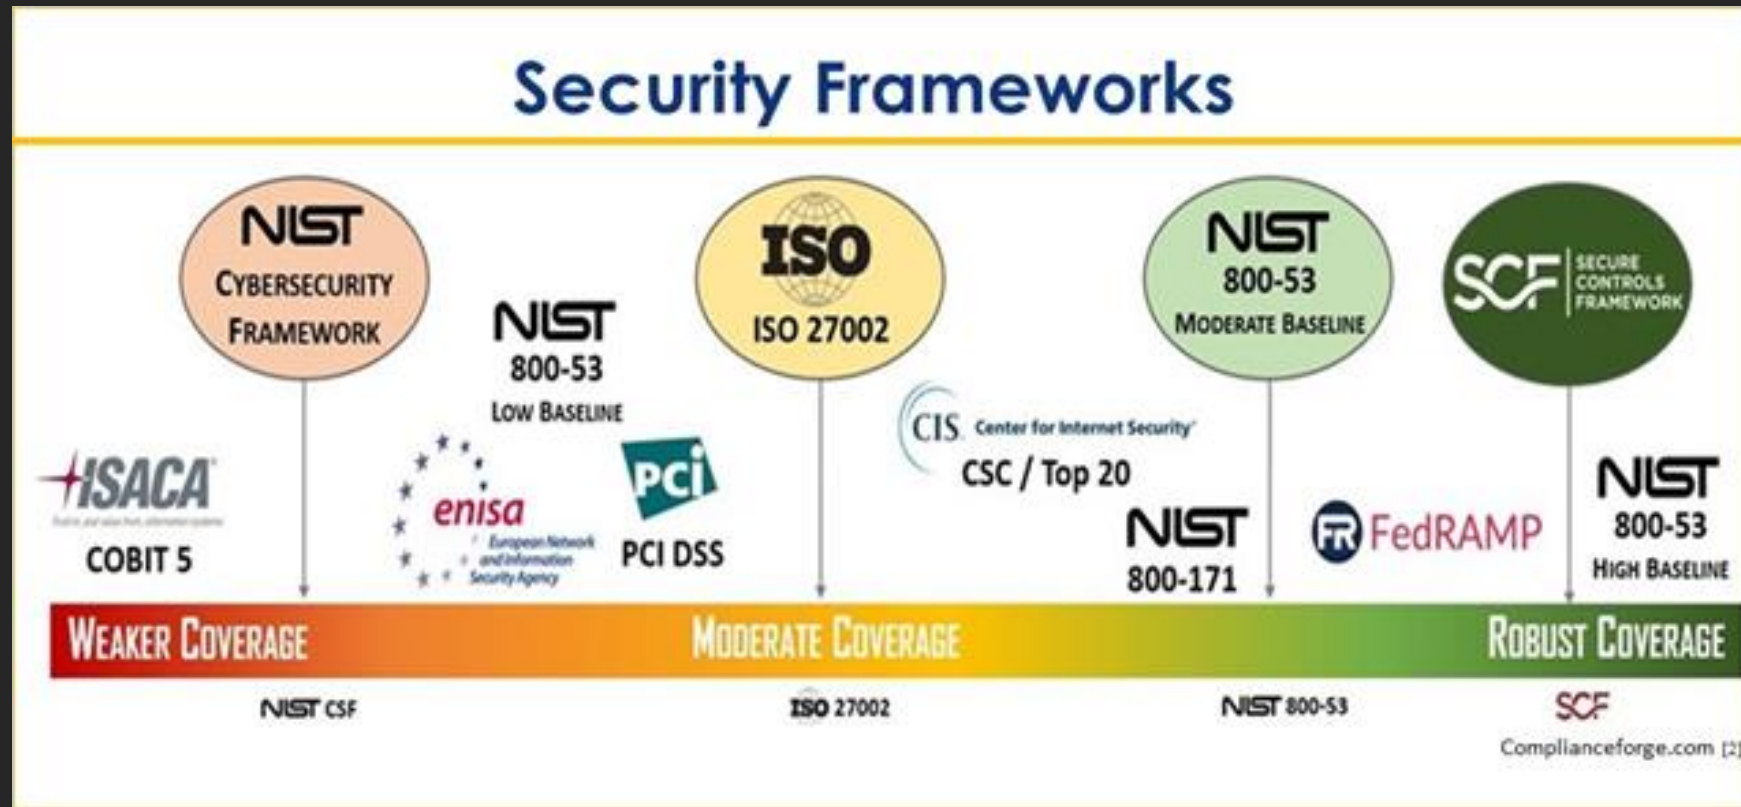 Security Frameworks
NIST
CYBERSECURITY
FRAMEWORK
NIST
800-53
LOW BASELINE
ISO
ISO 27002
NIST
800-53
MODERATE BASELINE
SCF
SECURE
CONTROLS
FRAMEWORK
ISACA
COBIT 5
enisa
European Network
and Information
Security Agency
PCI
PCI DSS
CIS Center for Internet Security
CSC / Top 20
NIST
800-171
FR FedRAMP
NIST
800-53
HIGH BASELINE
WEAKER COVERAGE
MODERATE COVERAGE
ROBUST COVERAGE
NIST CSF
ISO 27002
NIST 800-53
SCF
Complianceforge.com [2]